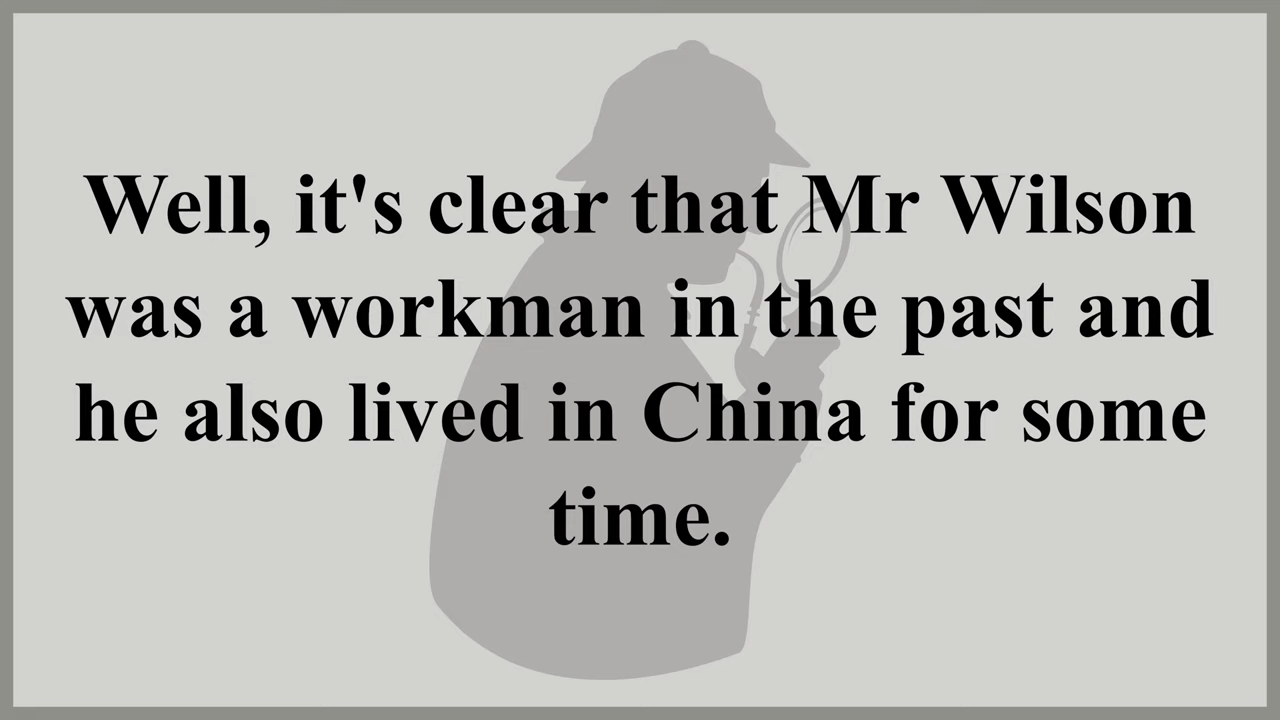 Well, it's clear that Mr Wilson
was a workman in the past and
he also lived in China for some
time.